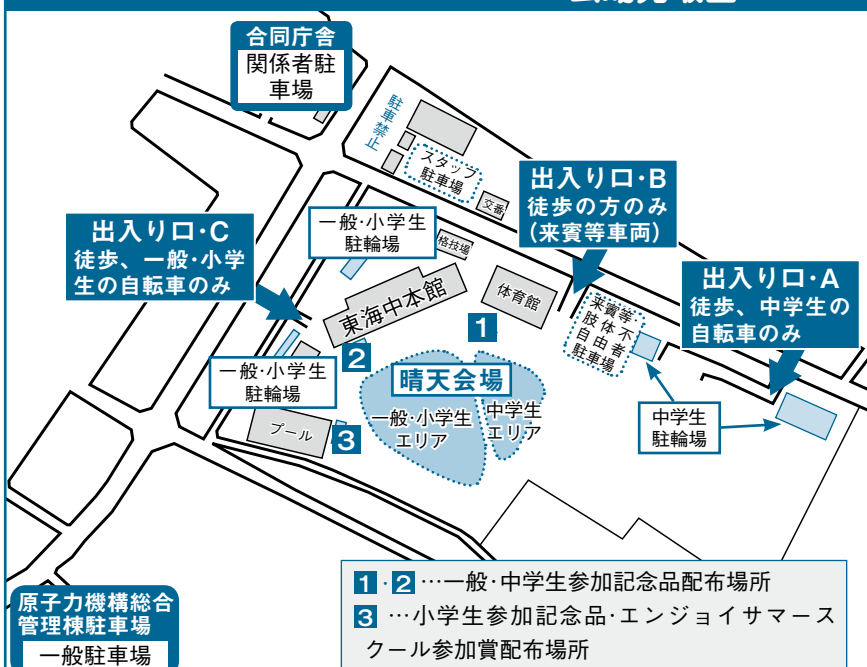 合同庁舎
関係者駐
車場
駐車禁止
スタッフ
駐車場
交番
出入り口・B
徒歩の方のみ
(来賓等車両)
出入り口・C
徒歩、一般・小学
生の自転車のみ
一般・小学生
駐輪場
格技場
出入り口・A
徒歩、中学生の
自転車のみ
東海中本館
体育館
来賓等
肢体不
自由者
駐車場
1
2
晴天会場
一般・小学生
駐輪場
一般・小学生
エリア
中学生
エリア
中学生
駐輪場
プール
3
原子力機構総合
管理棟駐車場
一般駐車場
1・2…一般・中学生参加記念品配布場所
3…小学生参加記念品・エンジョイサマース
クール参加賞配布場所